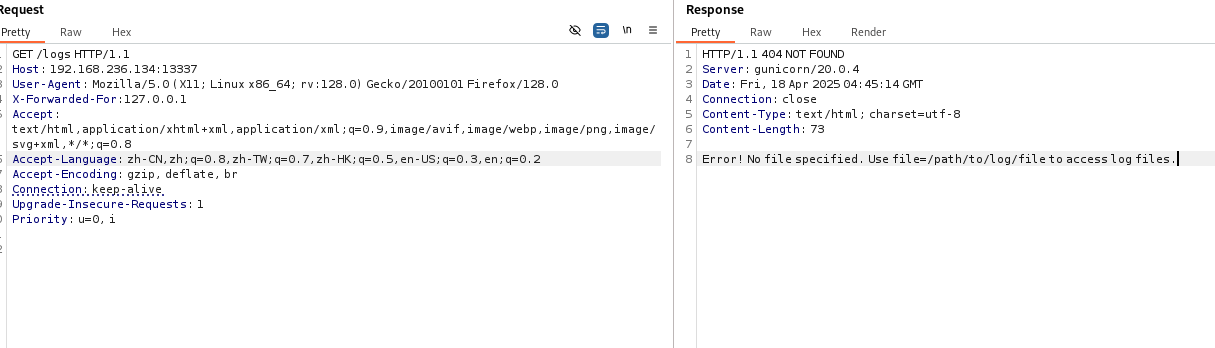 Request
Pretty Raw Hex
\n
GET /logs HTTP/1.1
Host: 192.168.236.134:13337
User-Agent: Mozilla/5.0 (X11; Linux x86_64; rv:128.0) Gecko/20100101 Firefox/128.0
X-Forwarded-For:127.0.0.1
Accept:
text/html,application/xhtml+xml,application/xml;q=0.9,image/avif,image/webp,image/png,image/
svg+xml,*/*;q=0.8
Accept-Language: zh-CN,zh;q=0.8,zh-TW;q=0.7,zh-HK;q=0.5,en-US;q=0.3,en;q=0.2
Accept-Encoding: gzip, deflate, br
Connection: keep-alive
Upgrade-Insecure-Requests: 1
Priority: u=0, i
Response
Pretty Raw Hex Render
1 HTTP/1.1 404 NOT FOUND
2 Server: gunicorn/20.0.4
3 Date: Fri, 18 Apr 2025 04:45:14 GMT
4 Connection: close
5 Content-Type: text/html; charset=utf-8
6 Content-Length: 73
7
8 Error! No file specified. Use file=/path/to/log/file to access log files.